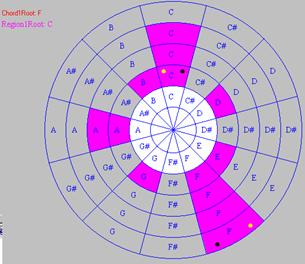 Chord1Root: F
C
Region1Root: C
B C C#
B C C#
A# B C C# D
A# B C C# D
A# B C C# D
A# A# D D
A A A A A D# D# D# D#
G# G# G# F# E E E
G# G F# F E
G# G F# F E
G F# F
G F# F
F#